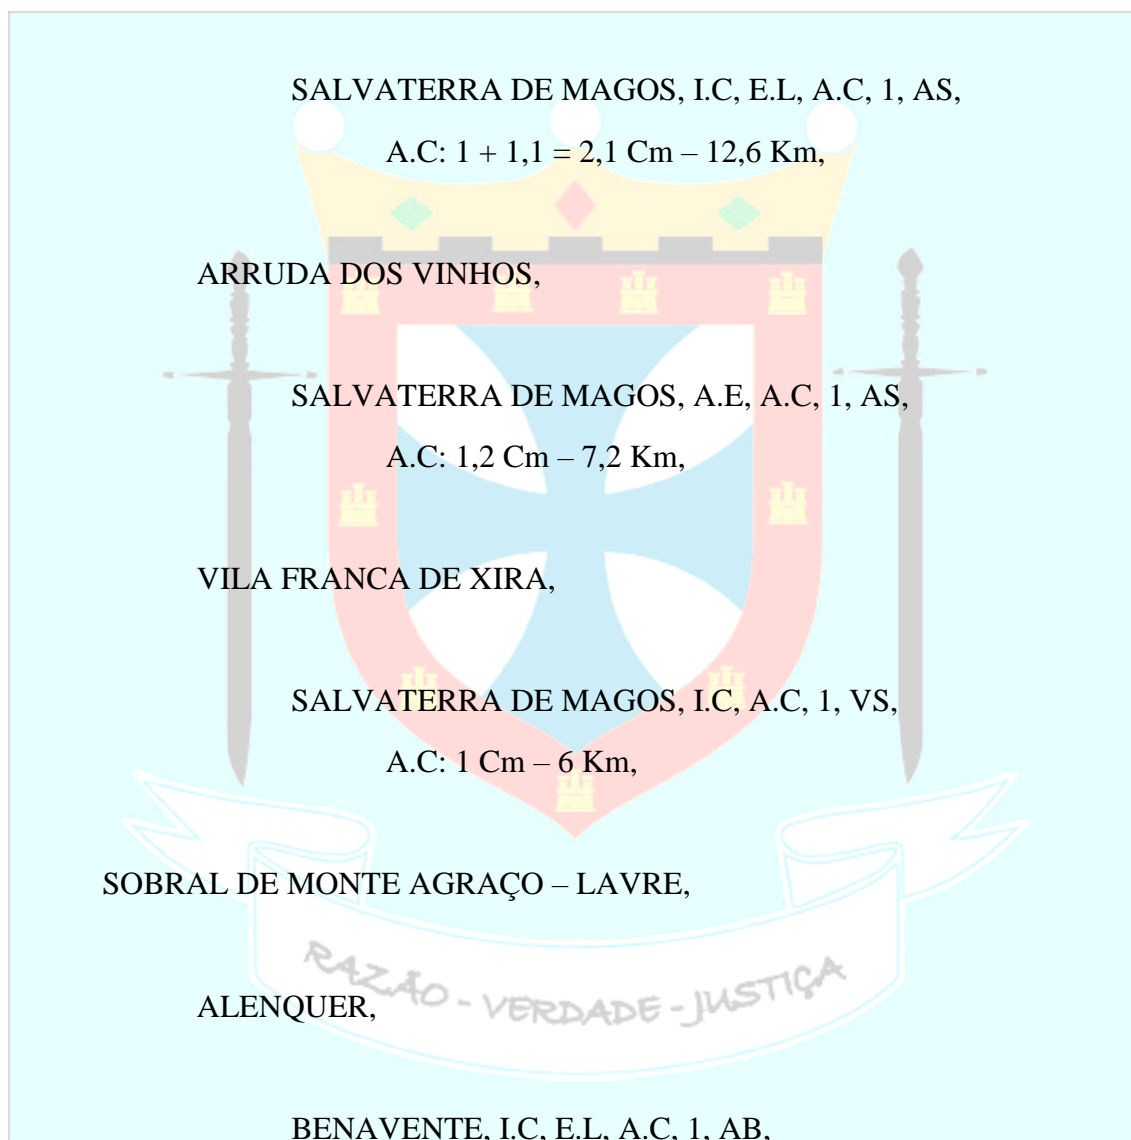 SALVATERRA DE MAGOS, I.C, E.L, A.C, 1, AS,
A.C: 1 + 1,1 = 2,1 Cm – 12,6 Km,
ARRUDA DOS VINHOS,
SALVATERRA DE MAGOS, A.E, A.C, 1, AS,
A.C: 1,2 Cm – 7,2 Km,
VILA FRANCA DE XIRA,
SALVATERRA DE MAGOS, I.C, A.C, 1, VS,
A.C: 1 Cm – 6 Km,
SOBRAL DE MONTE AGRAÇO – LAVRE,
RAZÃO - VERDADE - JUSTIÇA
ALENQUER,
BENAVENTE, I.C, E.L, A.C, 1, AB,